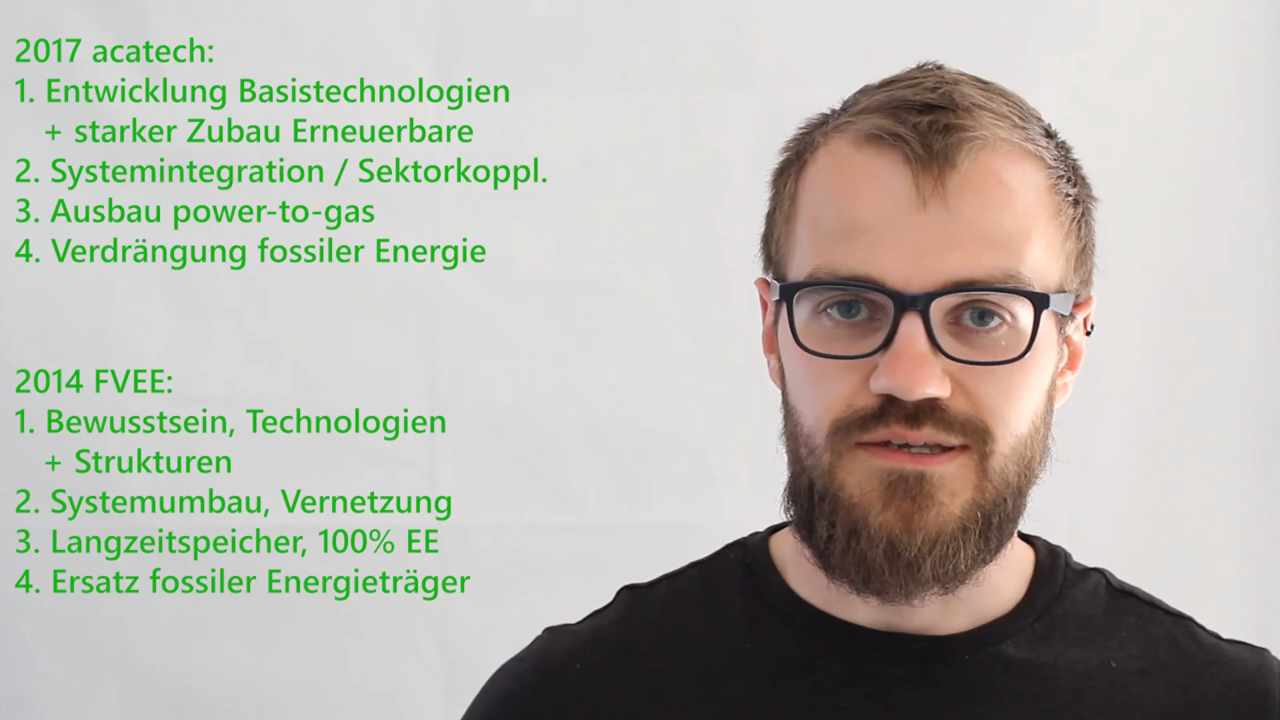 2017 acatech:
1. Entwicklung Basistechnologien
+ starker Zubau Erneuerbare
2. Systemintegration / Sektorkoppl.
3. Ausbau power-to-gas
4. Verdrängung fossiler Energie
2014 FVEE:
1. Bewusstsein, Technologien
+ Strukturen
2. Systemumbau, Vernetzung
3. Langzeitspeicher, 100% EE
4. Ersatz fossiler Energieträger